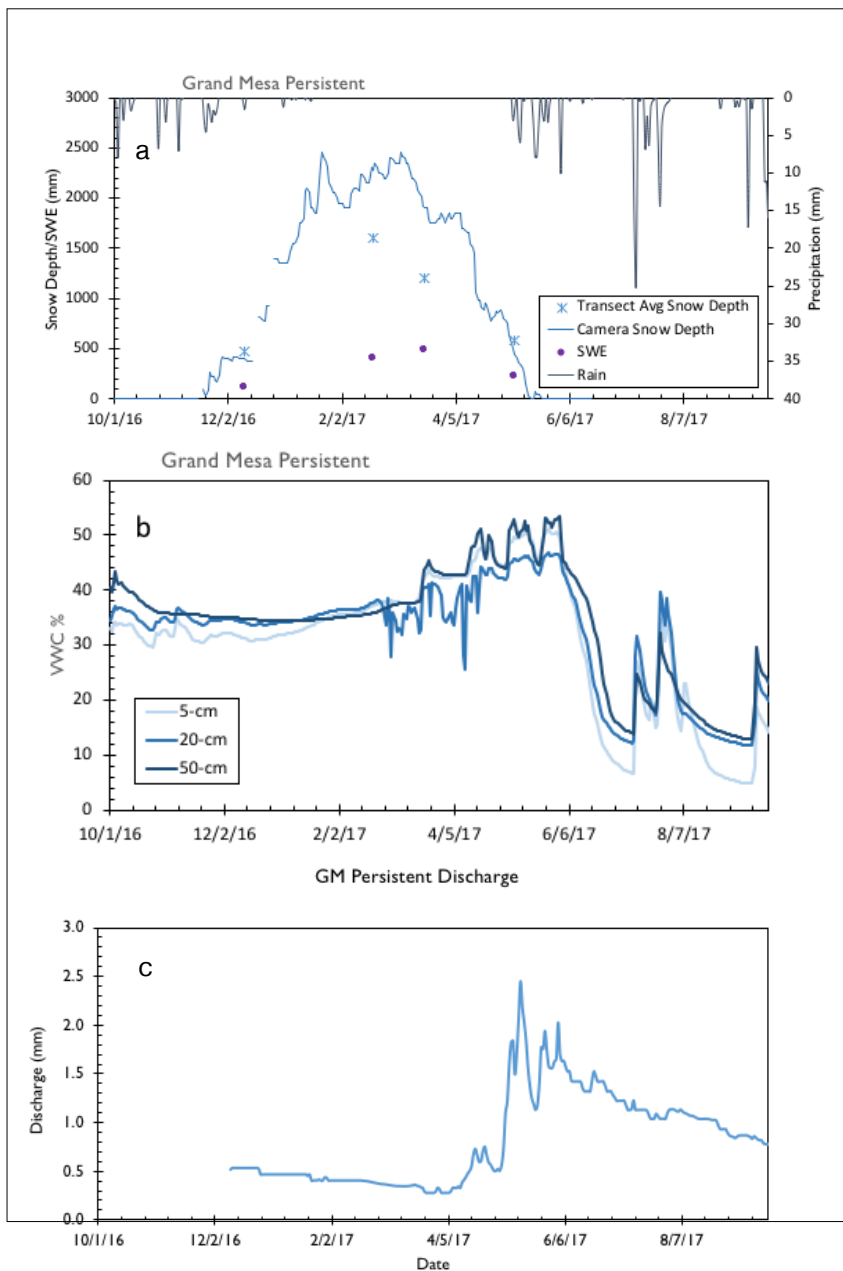 Grand Mesa Persistent
3000
2500
2000
1500
1000
500
0
Snow Depth/SWE (mm)
a
0
5
10
15
20
25
30
35
40
Precipitation (mm)
Transect Avg Snow Depth
Camera Snow Depth
SWE
Rain
10/1/16 12/2/16 2/2/17 4/5/17 6/6/17 8/7/17
Grand Mesa Persistent
60
50
40
30
20
10
0
VWC %
b
5-cm
20-cm
50-cm
10/1/16 12/2/16 2/2/17 4/5/17 6/6/17 8/7/17
GM Persistent Discharge
3.0
2.5
2.0
1.5
1.0
0.5
0.0
Discharge (mm)
c
10/1/16 12/2/16 2/2/17 4/5/17 6/6/17 8/7/17
Date